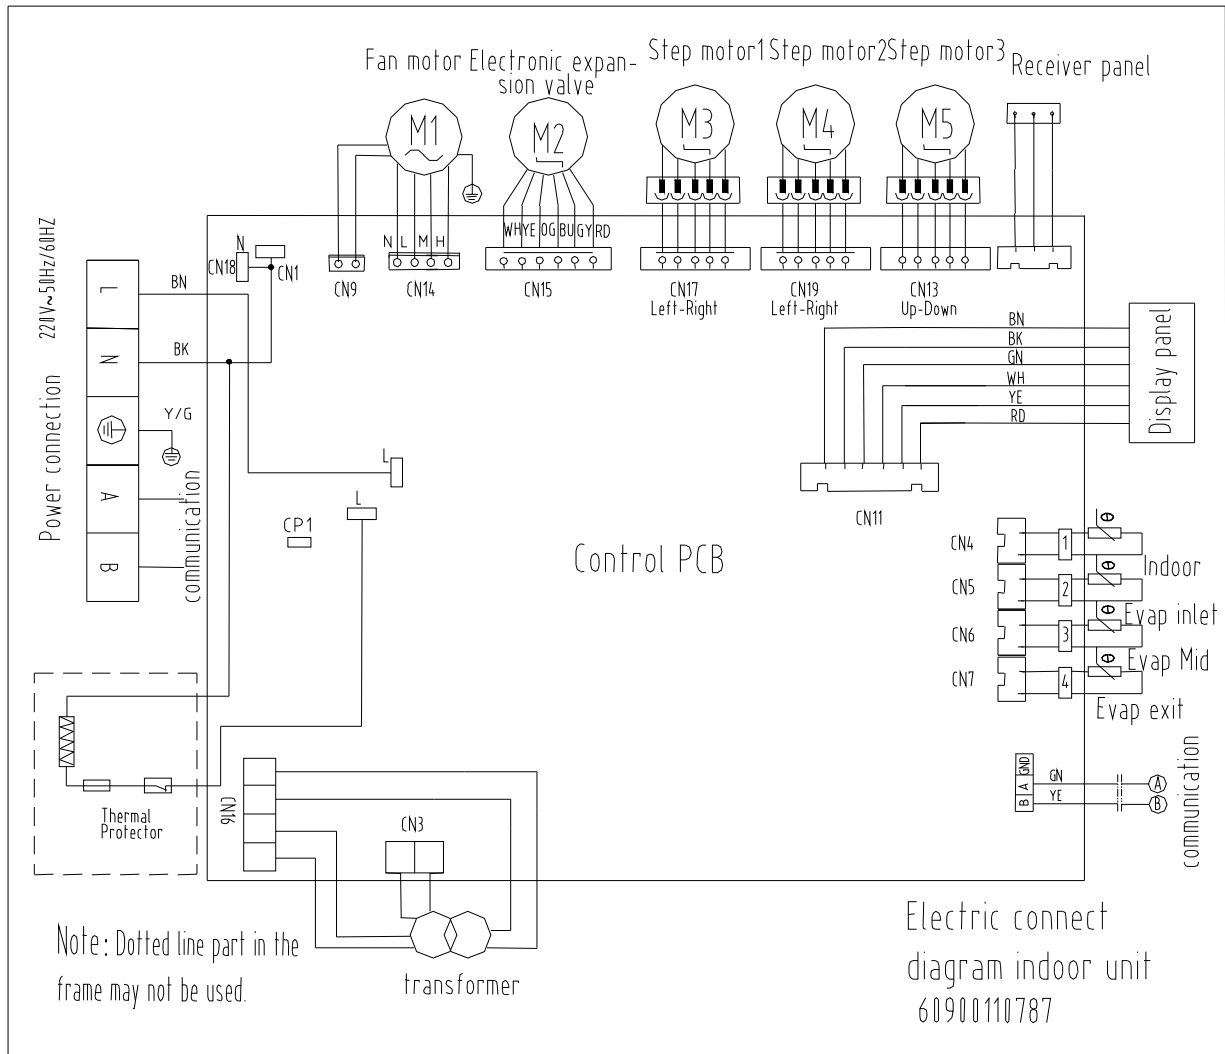 Fan motor
Electronic expan-
sion valve
Step motor1
Step motor2
Step motor3
Receiver panel
M1
M2
M3
M4
M5
WH
YE
OG
BU
GY
RD
N
L
M
H
CN9
CN14
CN15
CN17
Left-Right
CN19
Left-Right
CN13
Up-Down
N
CN18
CN1
220V~50Hz/60HZ
Power connection
L
N
A
B
BN
BK
Y/G
communication
L
L
CP1
Control PCB
BN
BK
GN
WH
YE
RD
Display panel
CN11
CN4
1
θ
Indoor
CN5
2
θ
Evap inlet
CN6
3
θ
Evap Mid
CN7
4
θ
Evap exit
GND
A
B
GN
YE
A
B
communication
Thermal
Protector
CN16
CN3
transformer
Note: Dotted line part in the
frame may not be used.
Electric connect
diagram indoor unit
60900110787